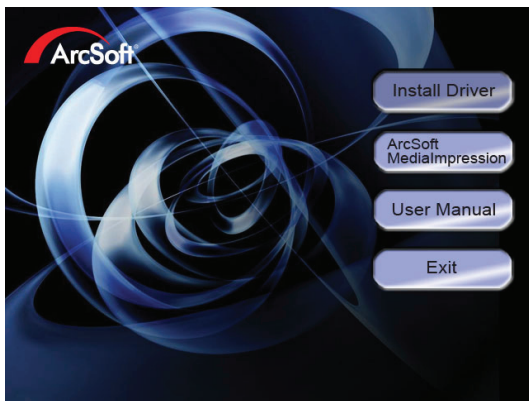 ArcSoft®
Install Driver
ArcSoft
MediaImpression
User Manual
Exit